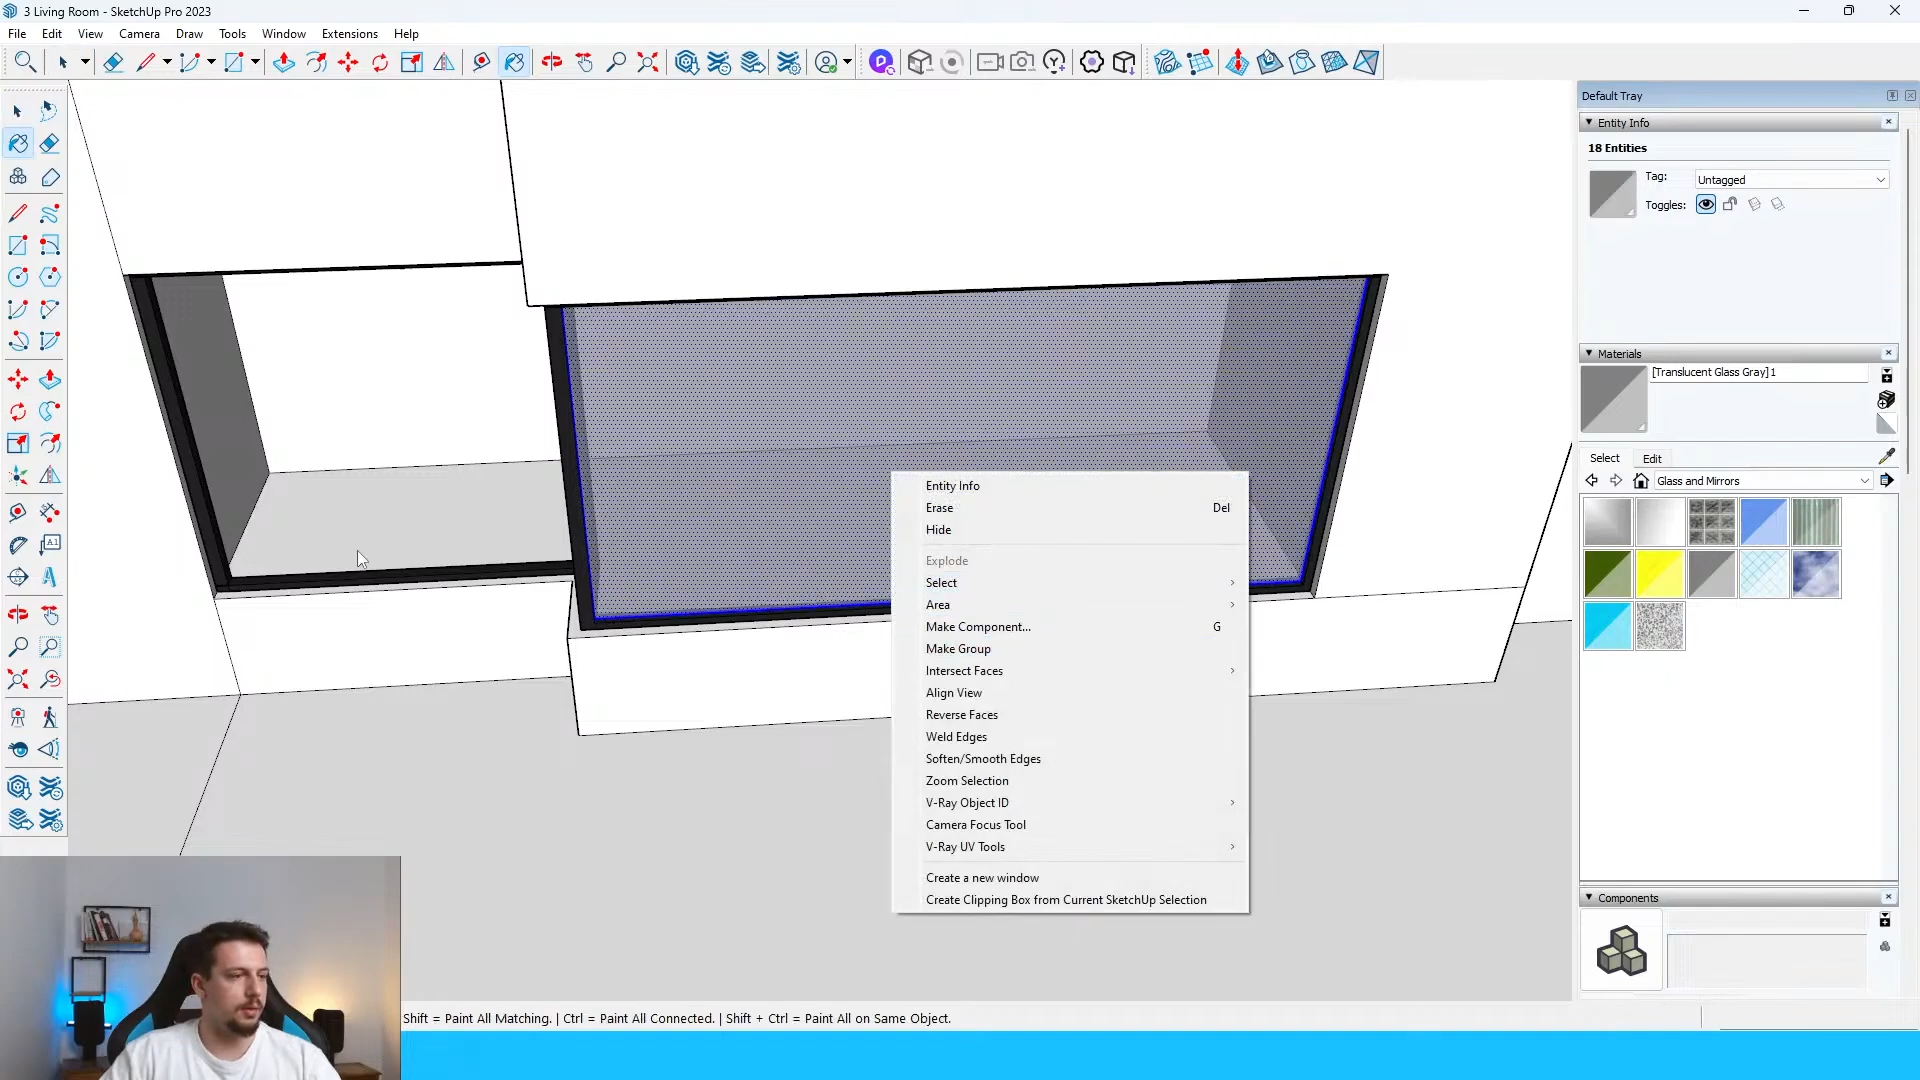 3 Living Room - SketchUp Pro 2023
File Edit View Camera Draw Tools Window Extensions Help
Default Tray
Entity Info
18 Entities
Tag: Untagged
Toggles:
Materials
[Translucent Glass Gray]1
Select Edit
Glass and Mirrors
Components
Entity Info
Erase Del
Hide
Explode
Select
Area
Make Component... G
Make Group
Intersect Faces
Align View
Reverse Faces
Weld Edges
Soften/Smooth Edges
Zoom Selection
V-Ray Object ID
Camera Focus Tool
V-Ray UV Tools
Create a new window
Create Clipping Box from Current SketchUp Selection
Shift = Paint All Matching. | Ctrl = Paint All Connected. | Shift + Ctrl = Paint All on Same Object.